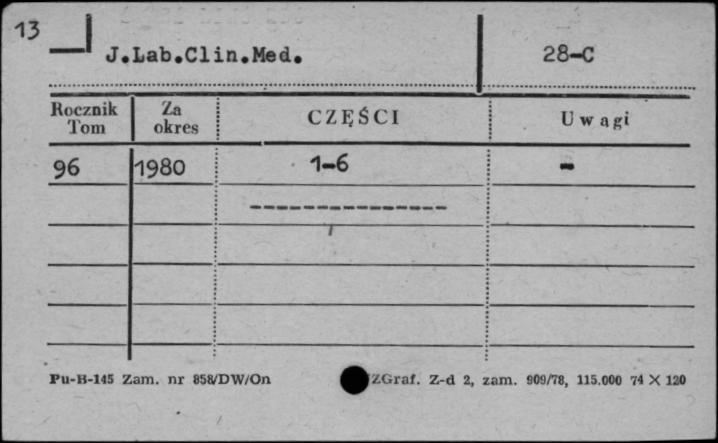 13
J.Lab.Clin.Med. 28-C
Rocznik Tom Za okres CZĘŚCI Uwagi
96 1980 1-6 -
----------------
Pu-B-145 Zam. nr 858/DW/On ZGraf. Z-d 2, zam. 909/78, 115.000 74 X 120